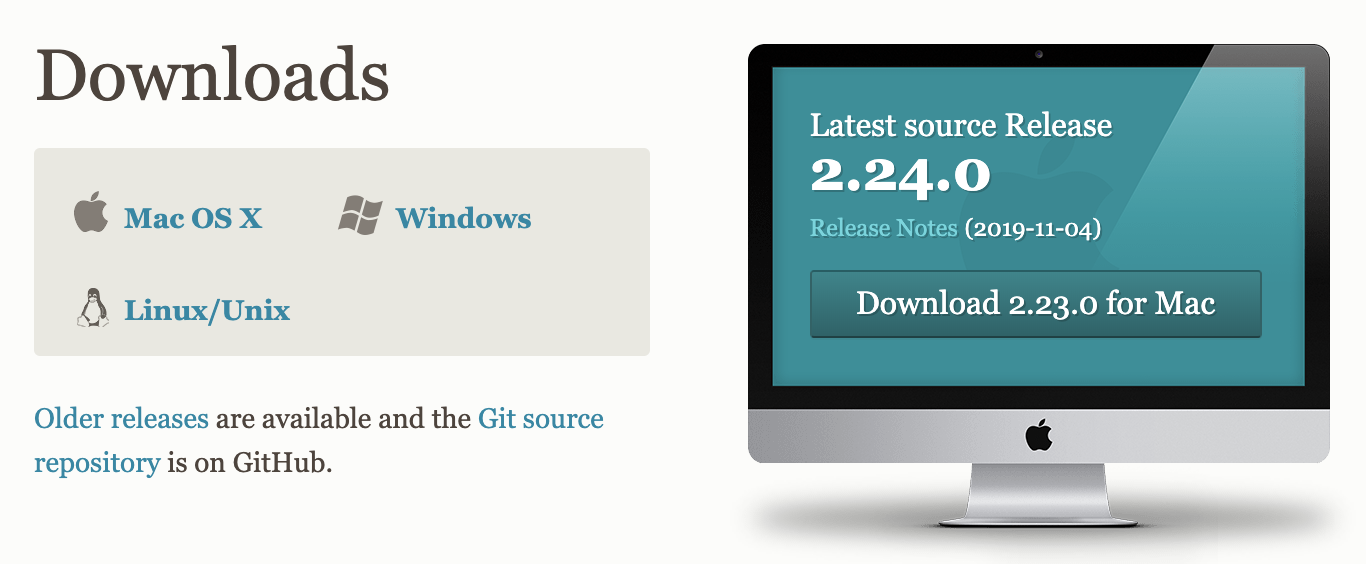 Downloads
Mac OS X
Windows
Linux/Unix
Older releases are available and the Git source
repository is on GitHub.
Latest source Release
2.24.0
Release Notes (2019-11-04)
Download 2.23.0 for Mac